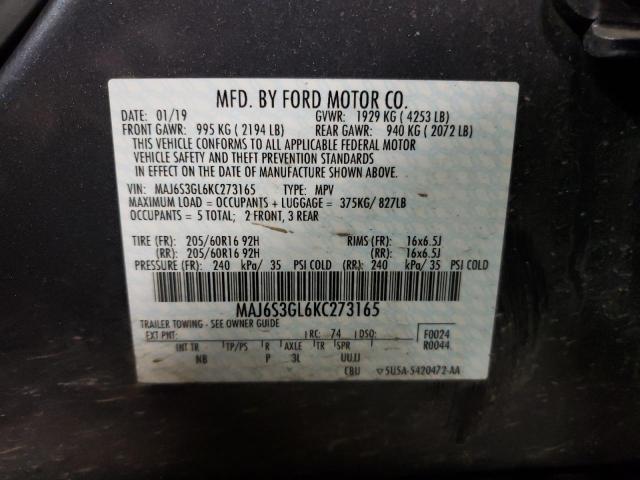 MFD. BY FORD MOTOR CO.
DATE: 01/19 GVWR: 1929 KG ( 4253 LB)
FRONT GAWR: 995 KG ( 2194 LB) REAR GAWR: 940 KG ( 2072 LB)
THIS VEHICLE CONFORMS TO ALL APPLICABLE FEDERAL MOTOR
VEHICLE SAFETY AND THEFT PREVENTION STANDARDS
IN EFFECT ON THE DATE OF MANUFACTURE SHOWN ABOVE.
VIN: MAJ6S3GL6KC273165 TYPE: MPV
MAXIMUM LOAD = OCCUPANTS + LUGGAGE = 375KG/ 827LB
OCCUPANTS = 5 TOTAL; 2 FRONT, 3 REAR
TIRE (FR): 205/60R16 92H RIMS (FR): 16x6.5J
(RR): 205/60R16 92H (RR): 16x6.5J
PRESSURE (FR): 240 kPa/ 35 PSI COLD (RR): 240 kPa/ 35 PSI COLD
MAJ6S3GL6KC273165
TRAILER TOWING - SEE OWNER GUIDE
EXT PNT: RC: 74 DSO: F0024
INT TR TP/PS R AXLE TR SPR R0044
NB P 3L UUJJ
CBU ▽ 5U5A-5420472-AA